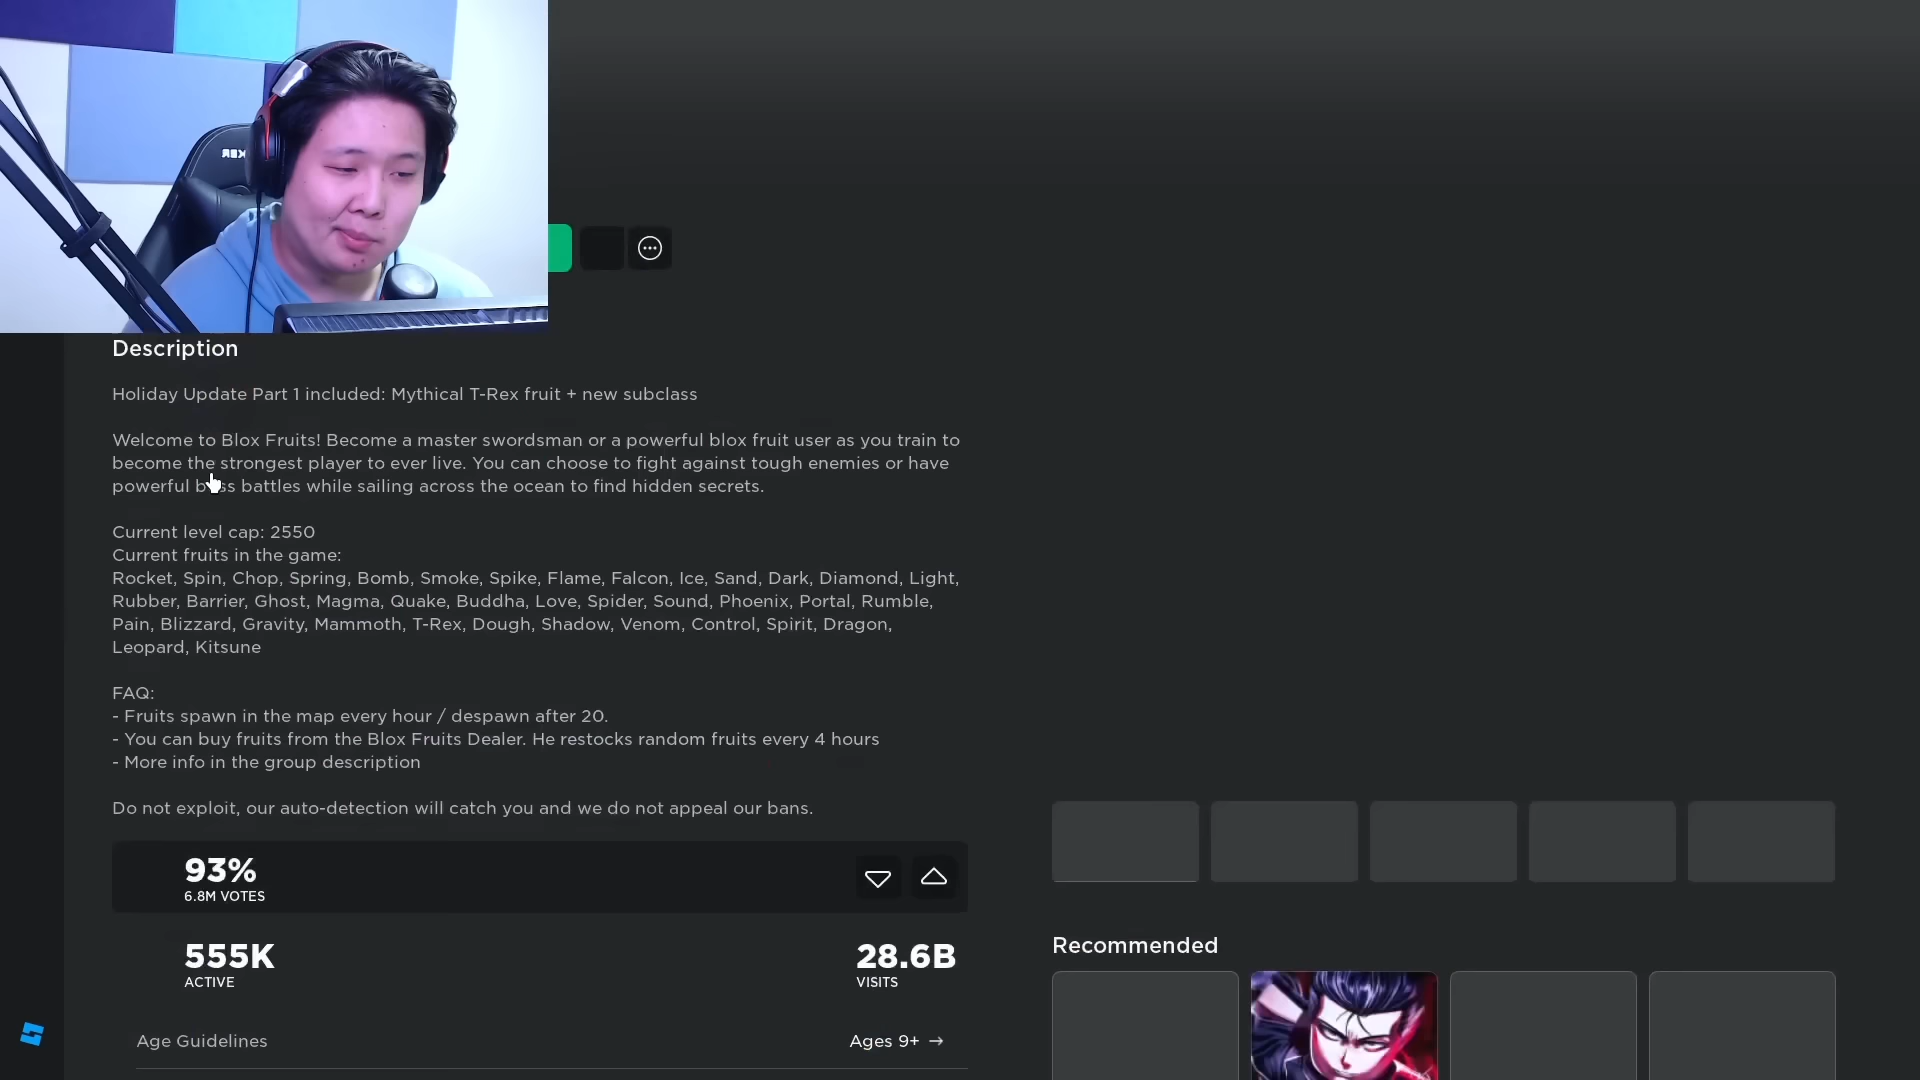 Description
Holiday Update Part 1 included: Mythical T-Rex fruit + new subclass
Welcome to Blox Fruits! Become a master swordsman or a powerful blox fruit user as you train to
become the strongest player to ever live. You can choose to fight against tough enemies or have
powerful boss battles while sailing across the ocean to find hidden secrets.
Current level cap: 2550
Current fruits in the game:
Rocket, Spin, Chop, Spring, Bomb, Smoke, Spike, Flame, Falcon, Ice, Sand, Dark, Diamond, Light,
Rubber, Barrier, Ghost, Magma, Quake, Buddha, Love, Spider, Sound, Phoenix, Portal, Rumble,
Pain, Blizzard, Gravity, Mammoth, T-Rex, Dough, Shadow, Venom, Control, Spirit, Dragon,
Leopard, Kitsune
FAQ:
- Fruits spawn in the map every hour / despawn after 20.
- You can buy fruits from the Blox Fruits Dealer. He restocks random fruits every 4 hours
- More info in the group description
Do not exploit, our auto-detection will catch you and we do not appeal our bans.
93%
6.8M VOTES
555K
ACTIVE
28.6B
VISITS
Age Guidelines
Ages 9+ →
Recommended